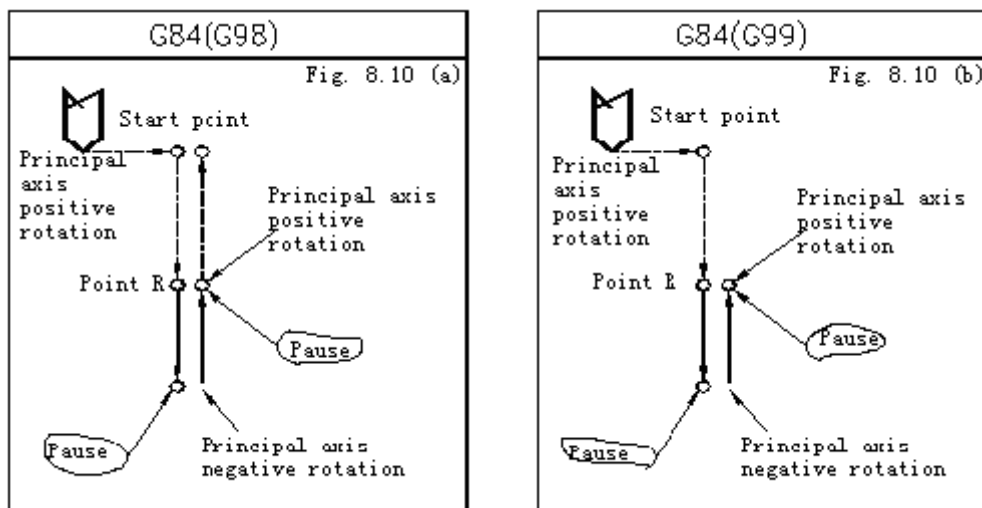 G84(G98)
Fig. 8.10 (a)
Start point
Principal
axis
positive
rotation
Principal axis
positive
rotation
Point R
Pause
Pause
Principal axis
negative rotation
G84(G99)
Fig. 8.10 (b)
Start point
Principal
axis
positive
rotation
Principal axis
positive
rotation
Point R
Pause
Pause
Principal axis
negative rotation